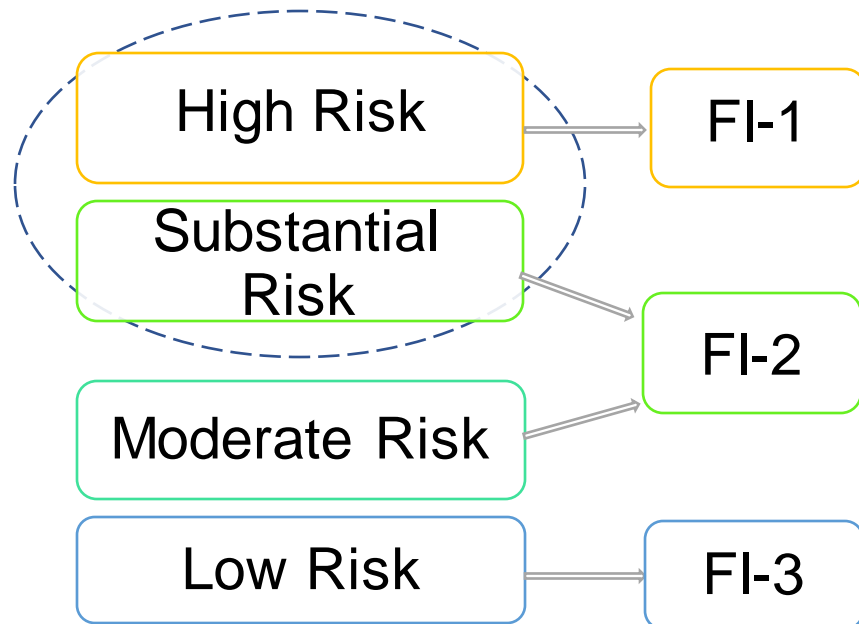 High Risk
FI-1
Substantial
Risk
FI-2
Moderate Risk
Low Risk
FI-3